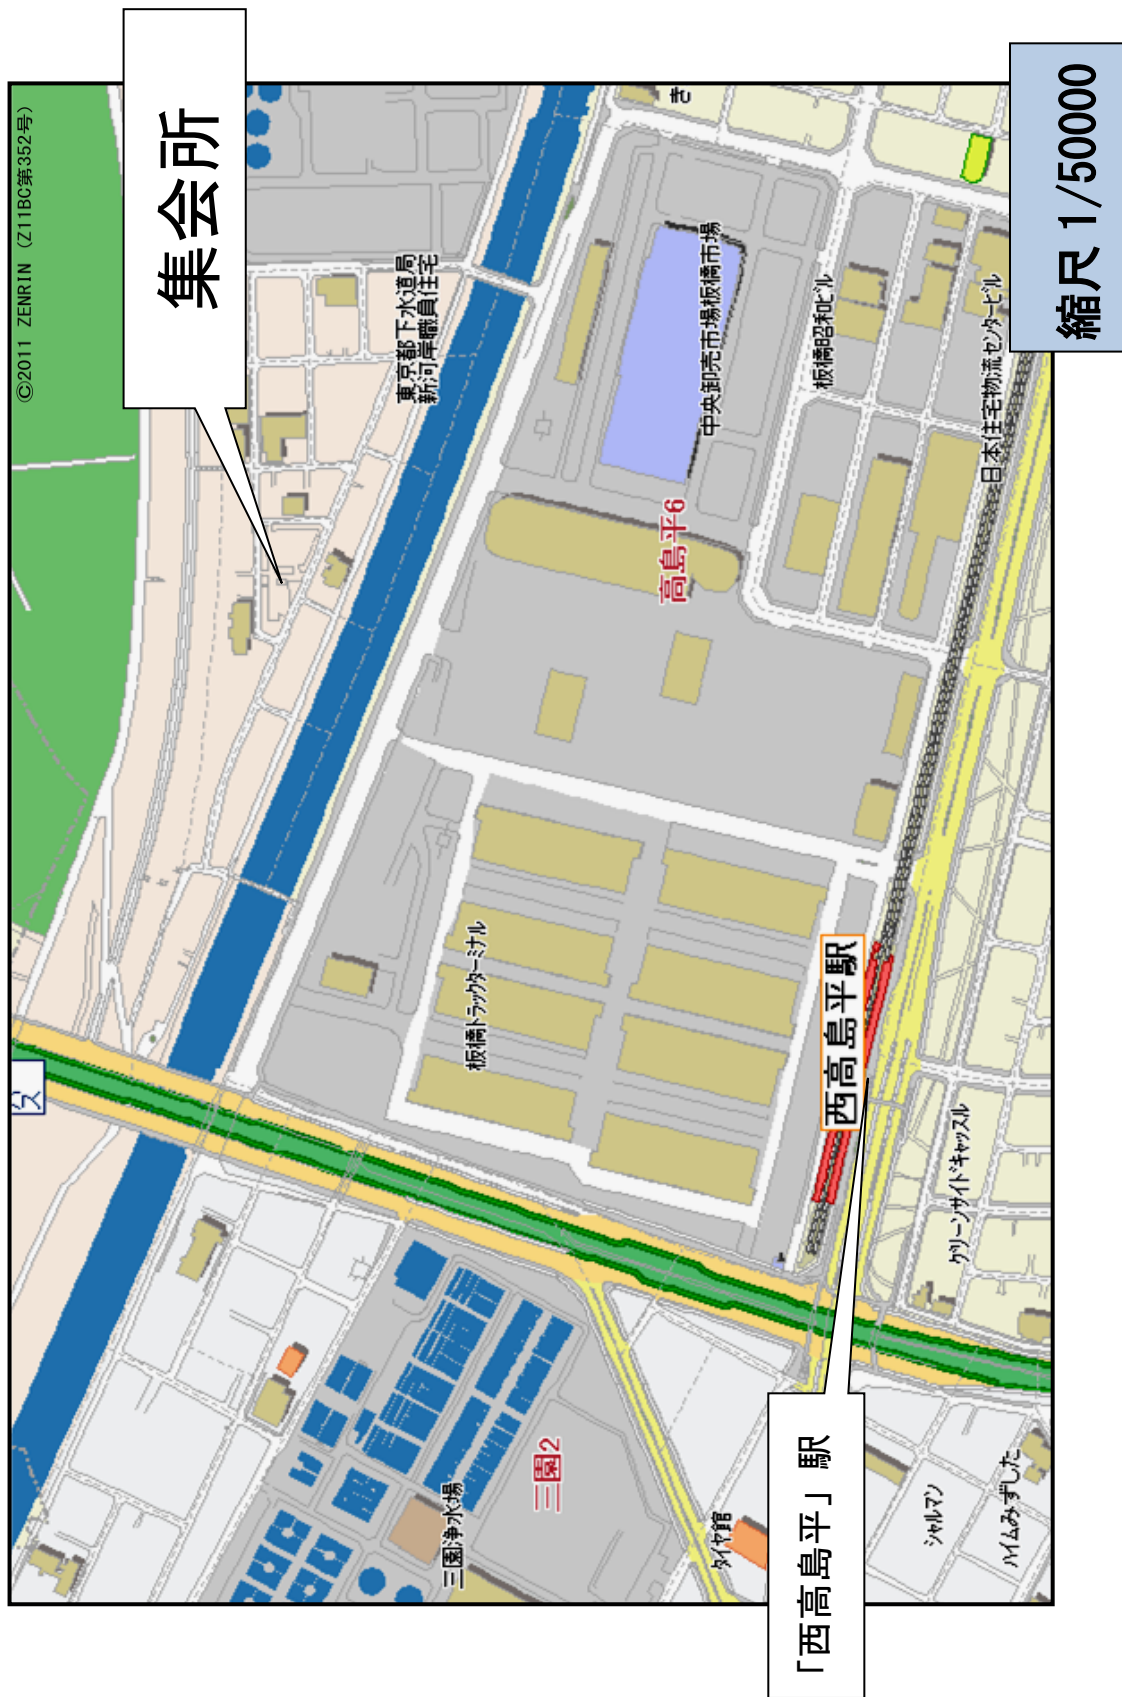 ©2011 ZENRIN (Z11BC第352号)
集会所
東京都下水道局
新河岸職員住宅
き
中央卸売市場板橋市場
板橋昭和ビル
日本住宅物流センタービル
縮尺 1/50000
高島平6
板橋トラックターミナル
西高島平駅
グリーンサイドキャッスル
三園2
三園浄水場
ダイヤ館
「西高島平」駅
シャルマン
ハイムみずした